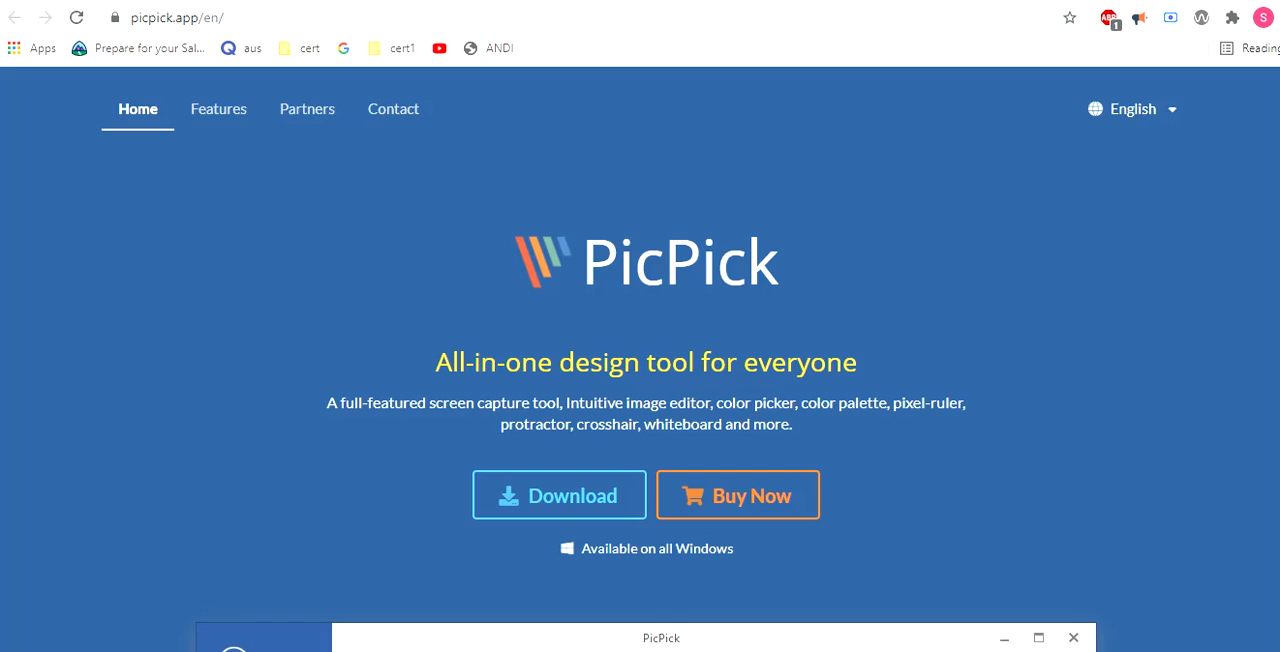 picpick.app/en/
ABP
1
S
Apps
Prepare for your Sal...
aus
cert
cert1
ANDI
Reading
Home
Features
Partners
Contact
English
PicPick
All-in-one design tool for everyone
A full-featured screen capture tool, Intuitive image editor, color picker, color palette, pixel-ruler,
protractor, crosshair, whiteboard and more.
Download
Buy Now
Available on all Windows
PicPick